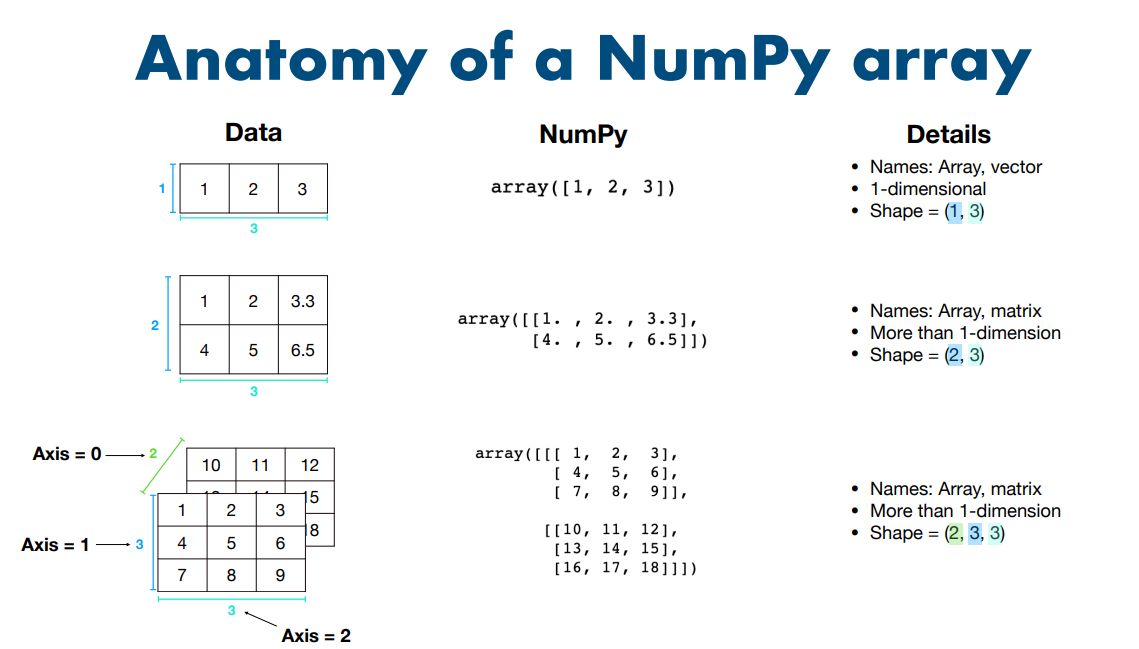 Anatomy of a NumPy array
Data
NumPy
Details
1
1 2 3
3
array([1, 2, 3])
• Names: Array, vector
• 1-dimensional
• Shape = (1, 3)
2
1 2 3.3
4 5 6.5
3
array([[1. , 2. , 3.3],
[4. , 5. , 6.5]])
• Names: Array, matrix
• More than 1-dimension
• Shape = (2, 3)
Axis = 0
2
10 11 12
15
18
Axis = 1
3
1 2 3
4 5 6
7 8 9
3
Axis = 2
array([[[ 1, 2, 3],
[ 4, 5, 6],
[ 7, 8, 9]],
[[10, 11, 12],
[13, 14, 15],
[16, 17, 18]]])
• Names: Array, matrix
• More than 1-dimension
• Shape = (2, 3, 3)